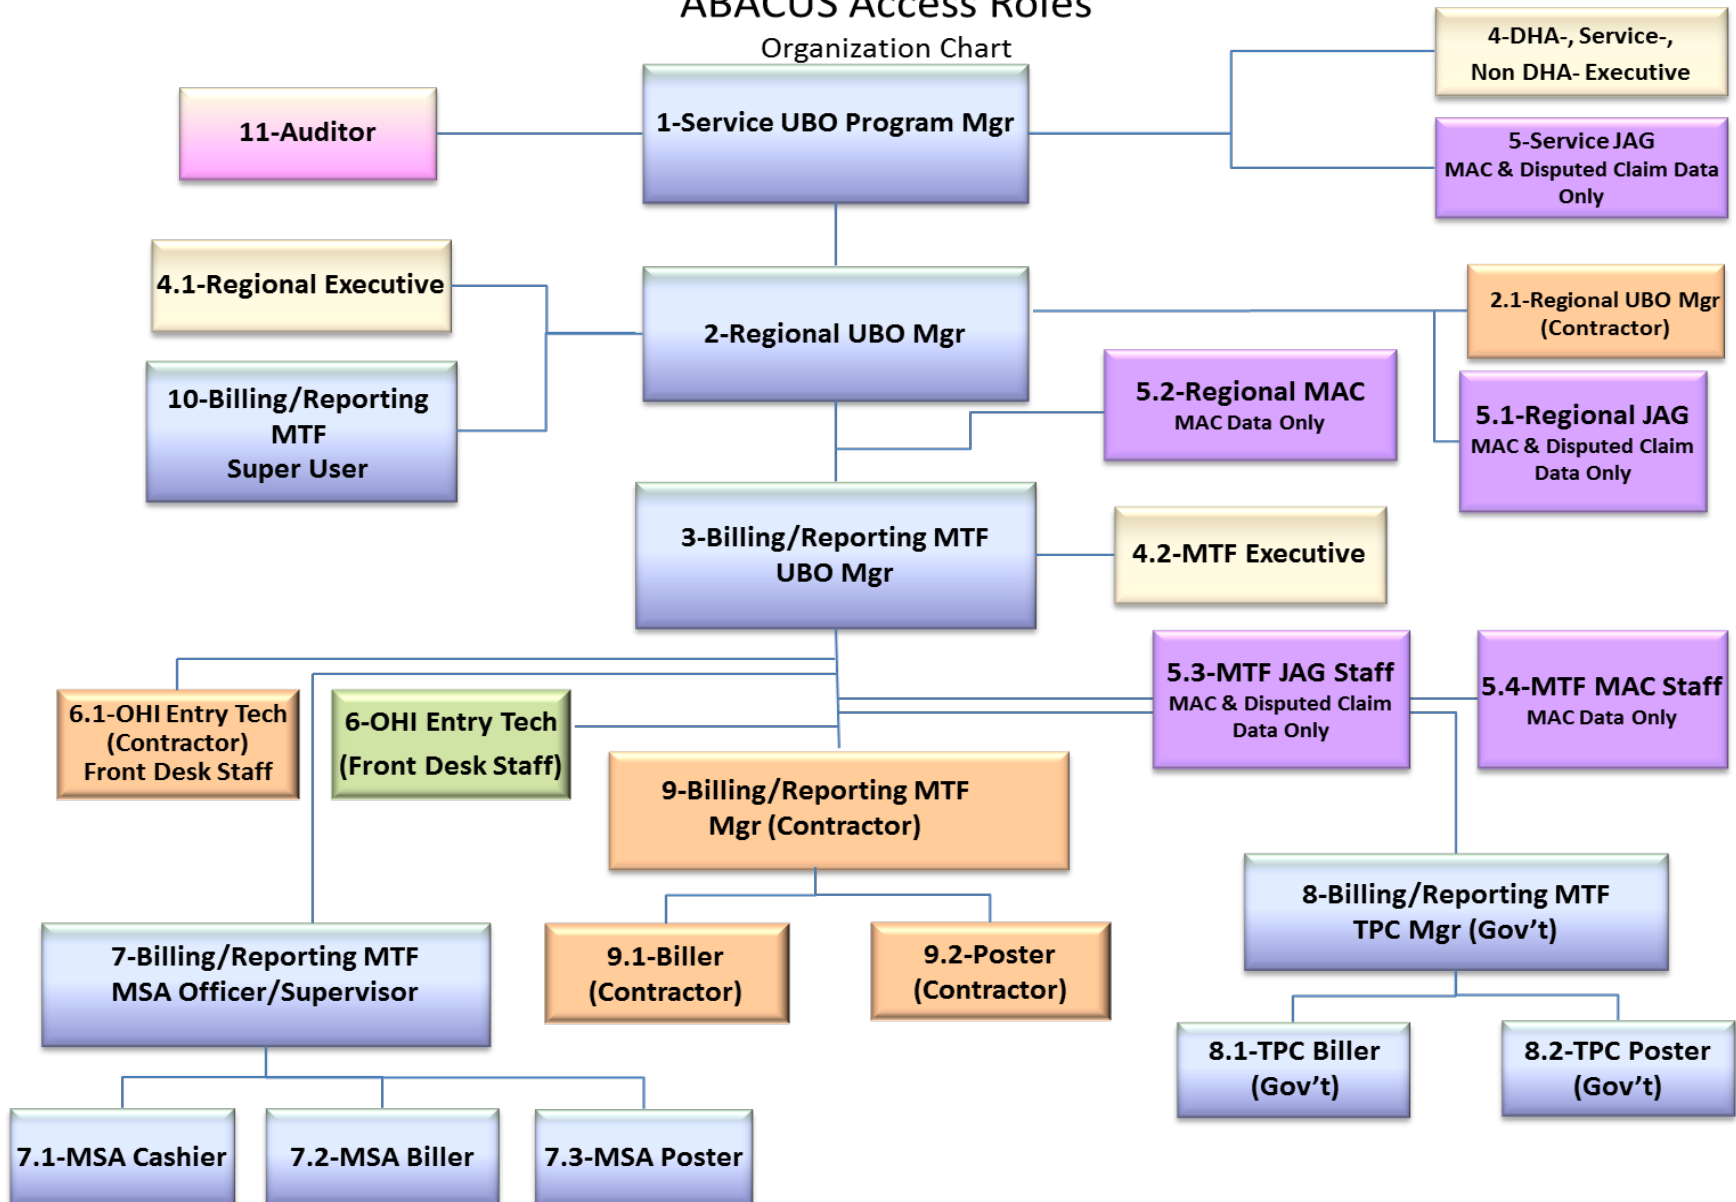 ABACUS Access Roles
Organization Chart
4-DHA-, Service-,
Non DHA- Executive
11-Auditor
1-Service UBO Program Mgr
5-Service JAG
MAC & Disputed Claim Data
Only
4.1-Regional Executive
2-Regional UBO Mgr
2.1-Regional UBO Mgr
(Contractor)
10-Billing/Reporting
MTF
Super User
5.2-Regional MAC
MAC Data Only
5.1-Regional JAG
MAC & Disputed Claim
Data Only
3-Billing/Reporting MTF
UBO Mgr
4.2-MTF Executive
6.1-OHI Entry Tech
(Contractor)
Front Desk Staff
6-OHI Entry Tech
(Front Desk Staff)
5.3-MTF JAG Staff
MAC & Disputed Claim
Data Only
5.4-MTF MAC Staff
MAC Data Only
9-Billing/Reporting MTF
Mgr (Contractor)
8-Billing/Reporting MTF
TPC Mgr (Gov’t)
7-Billing/Reporting MTF
MSA Officer/Supervisor
9.1-Biller
(Contractor)
9.2-Poster
(Contractor)
8.1-TPC Biller
(Gov’t)
8.2-TPC Poster
(Gov’t)
7.1-MSA Cashier
7.2-MSA Biller
7.3-MSA Poster